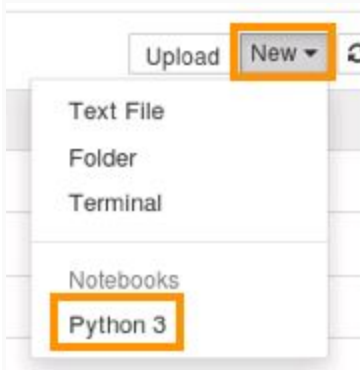 Upload New
Text File
Folder
Terminal
Notebooks
Python 3